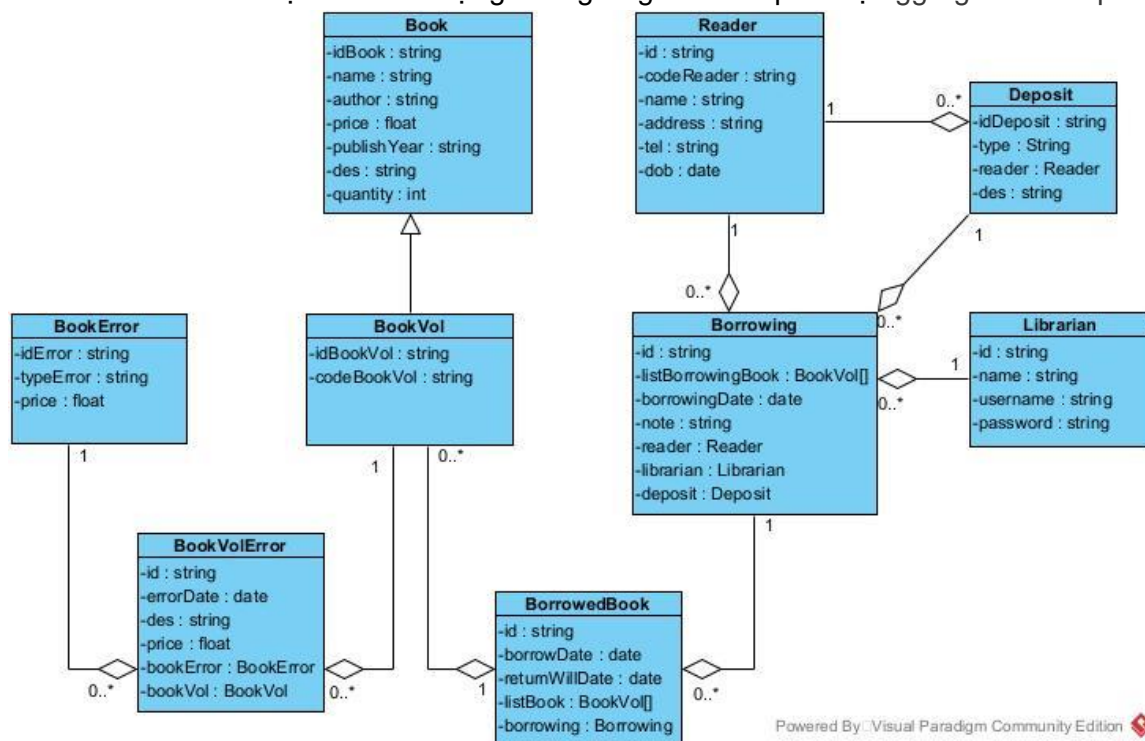 Book
-idBook : string
-name : string
-author : string
-price : float
-publishYear : string
-des : string
-quantity : int
Reader
-id : string
-codeReader : string
-name : string
-address : string
-tel : string
-dob : date
1
0..*
Deposit
-idDeposit : string
-type : String
-reader : Reader
-des : string
1
1
0..*
0..*
BookError
-idError : string
-typeError : string
-price : float
1
BookVol
-idBookVol : string
-codeBookVol : string
1
0..*
Borrowing
-id : string
-listBorrowingBook : BookVol[]
-borrowingDate : date
-note : string
-reader : Reader
-librarian : Librarian
-deposit : Deposit
1
0..*
1
Librarian
-id : string
-name : string
-username : string
-password : string
BookVolError
-id : string
-errorDate : date
-des : string
-price : float
-bookError : BookError
-bookVol : BookVol
0..*
0..*
BorrowedBook
-id : string
-borrowDate : date
-returnWillDate : date
-listBook : BookVol[]
-borrowing : Borrowing
1
0..*
Powered By Visual Paradigm Community Edition